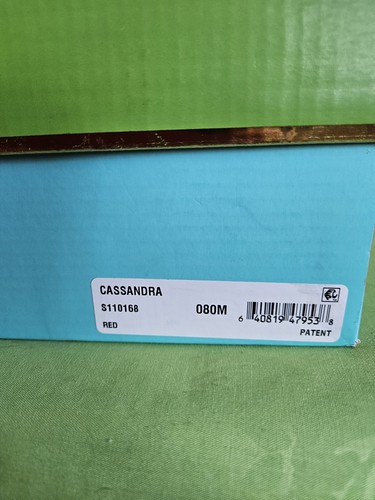 CASSANDRA
S110168
080M
6 40819 47953 8
RED
PATENT